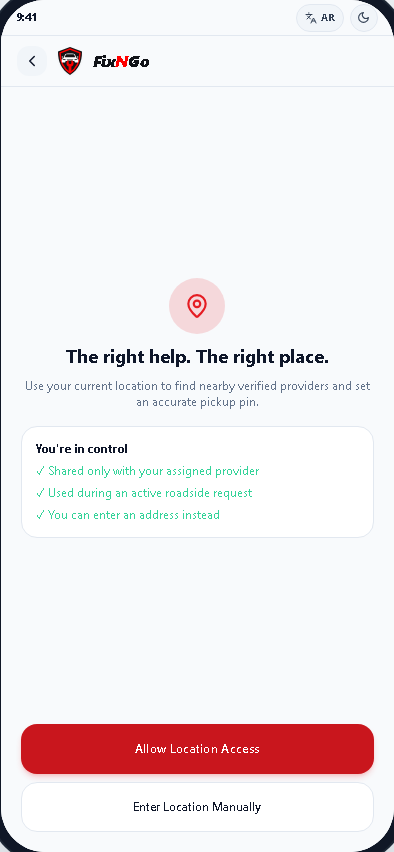 9:41
AR
FixNGo
The right help. The right place.
Use your current location to find nearby verified providers and set
an accurate pickup pin.
You're in control
✓ Shared only with your assigned provider
✓ Used during an active roadside request
✓ You can enter an address instead
Allow Location Access
Enter Location Manually